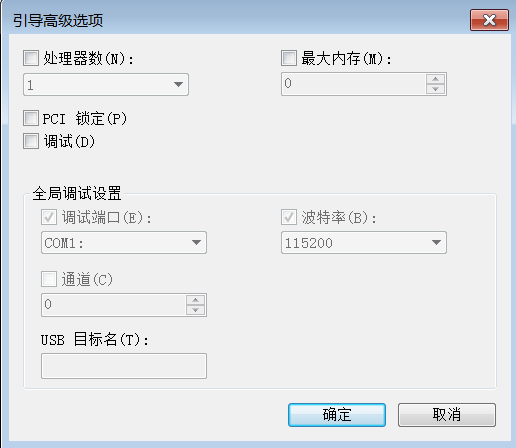 引导高级选项
处理器数(N): 最大内存(M):
1 0
PCI 锁定(P)
调试(D)
全局调试设置
调试端口(E): 波特率(B):
COM1: 115200
通道(C)
0
USB 目标名(T):
确定 取消